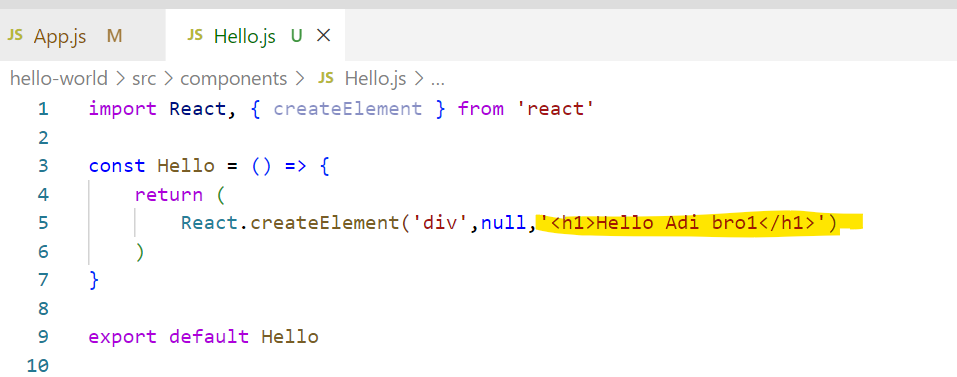 JS App.js M JS Hello.js U ×
hello-world > src > components > JS Hello.js > ...
1 import React, { createElement } from 'react'
2
3 const Hello = () => {
4 return (
5 React.createElement('div',null,'<h1>Hello Adi bro1</h1>')
6 )
7 }
8
9 export default Hello
10